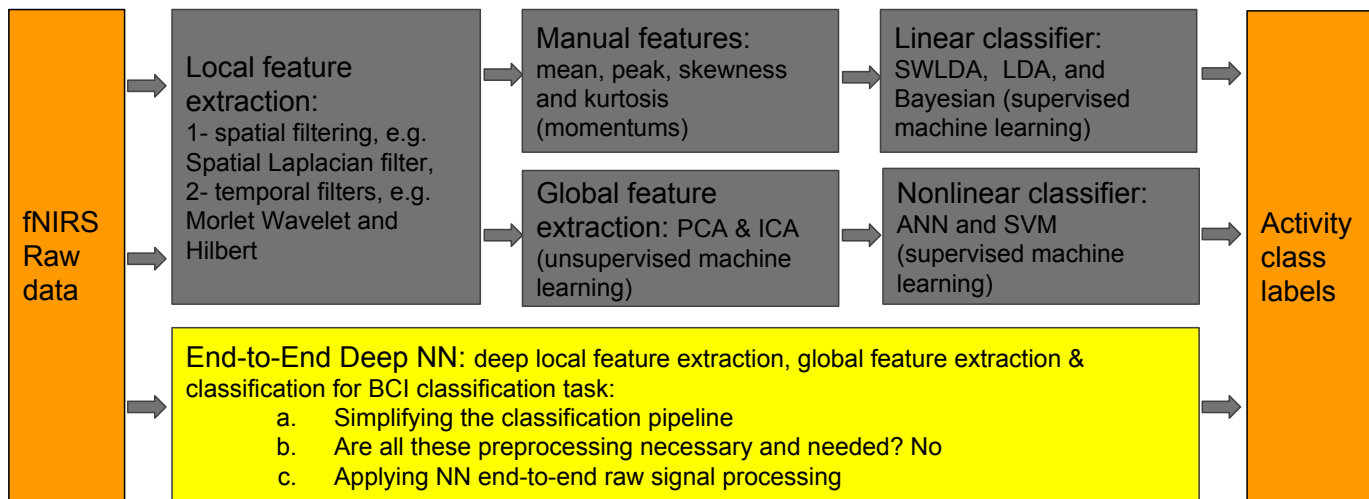 fNIRS
Raw
data
Local feature
extraction:
1- spatial filtering, e.g.
Spatial Laplacian filter,
2- temporal filters, e.g.
Morlet Wavelet and
Hilbert
Manual features:
mean, peak, skewness
and kurtosis
(momentums)
Linear classifier:
SWLDA, LDA, and
Bayesian (supervised
machine learning)
Global feature
extraction: PCA & ICA
(unsupervised machine
learning)
Nonlinear classifier:
ANN and SVM
(supervised machine
learning)
End-to-End Deep NN: deep local feature extraction, global feature extraction &
classification for BCI classification task:
a. Simplifying the classification pipeline
b. Are all these preprocessing necessary and needed? No
c. Applying NN end-to-end raw signal processing
Activity
class
labels